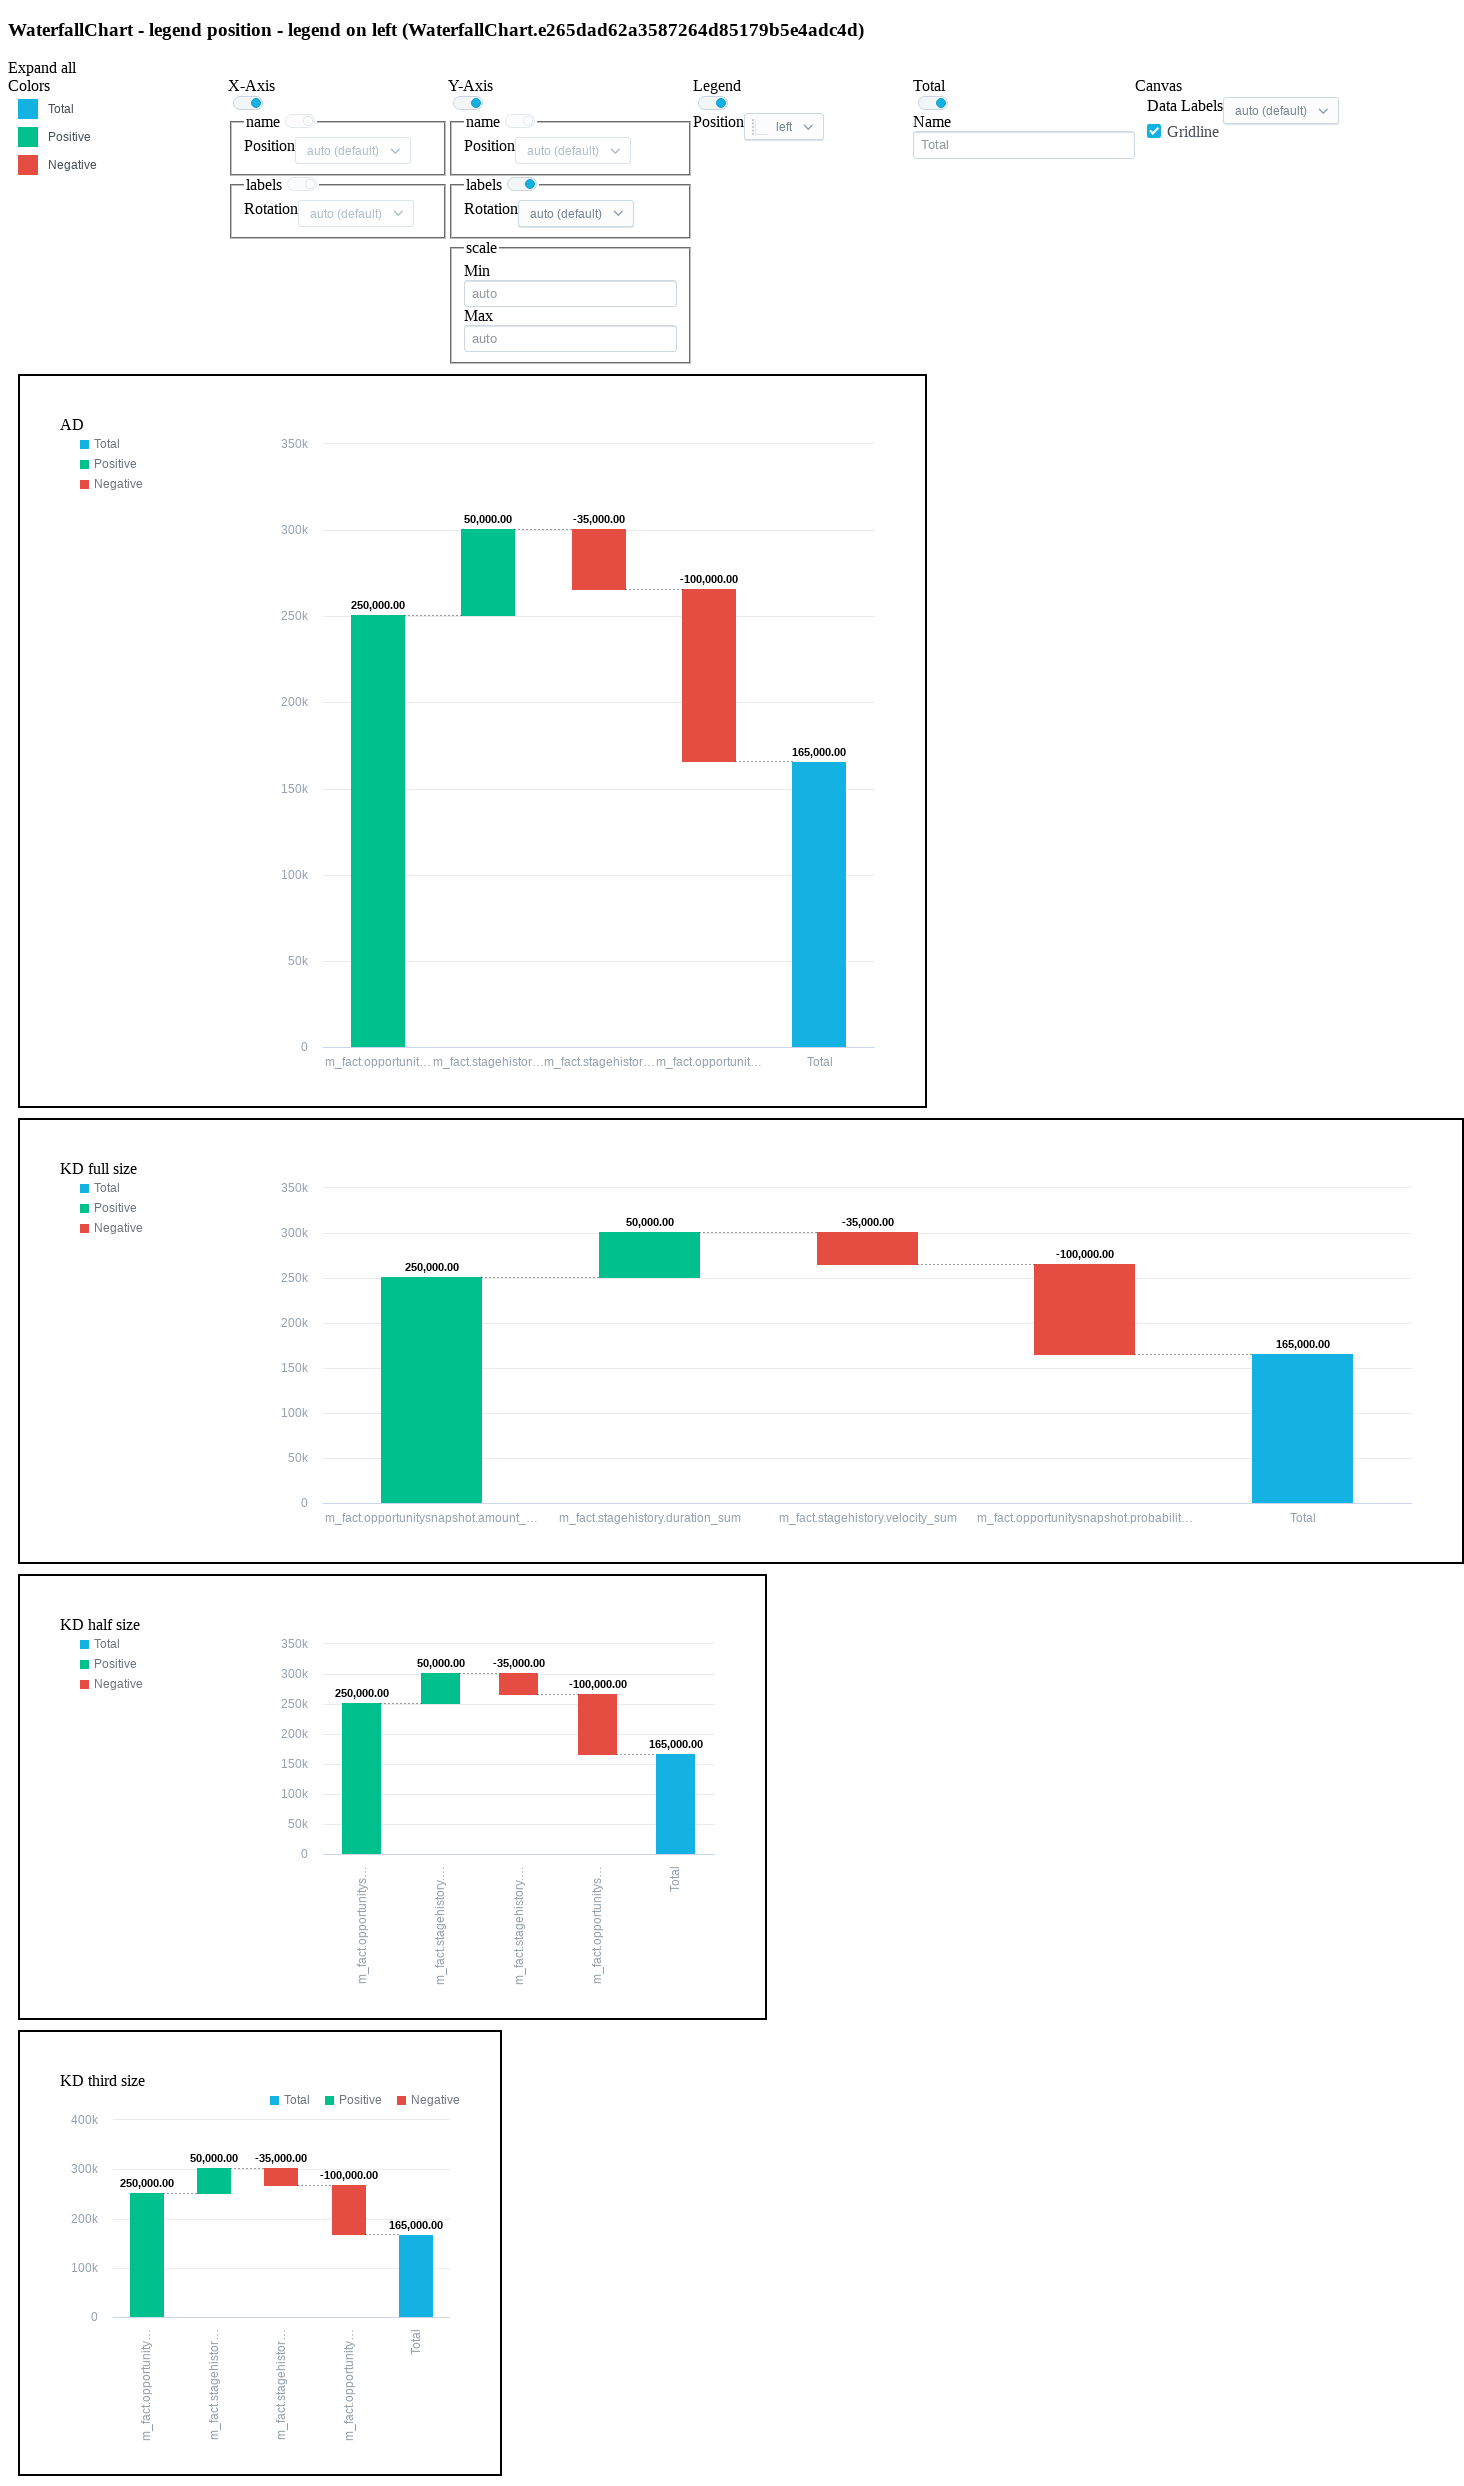 WaterfallChart - legend position - legend on left (WaterfallChart.e265dad62a3587264d85179b5e4adc4d)
Expand all
Colors
Total
Positive
Negative
X-Axis
name
Position auto (default)
labels
Rotation auto (default)
Y-Axis
name
Position auto (default)
labels
Rotation auto (default)
scale
Min
auto
Max
auto
Legend
Position left
Total
Name
Total
Canvas
Data Labels auto (default)
Gridline
AD
Total
Positive
Negative
350k
300k
250k
200k
150k
100k
50k
0
250,000.00
50,000.00
-35,000.00
-100,000.00
165,000.00
m_fact.opportunit…
m_fact.stagehistor…
m_fact.stagehistor…
m_fact.opportunit…
Total
KD full size
Total
Positive
Negative
350k
300k
250k
200k
150k
100k
50k
0
250,000.00
50,000.00
-35,000.00
-100,000.00
165,000.00
m_fact.opportunitysnapshot.amount_…
m_fact.stagehistory.duration_sum
m_fact.stagehistory.velocity_sum
m_fact.opportunitysnapshot.probabilit…
Total
KD half size
Total
Positive
Negative
350k
300k
250k
200k
150k
100k
50k
0
250,000.00
50,000.00
-35,000.00
-100,000.00
165,000.00
m_fact.opportunitys…
m_fact.stagehistory.…
m_fact.stagehistory.…
m_fact.opportunitys…
Total
KD third size
Total
Positive
Negative
400k
300k
200k
100k
0
250,000.00
50,000.00
-35,000.00
-100,000.00
165,000.00
m_fact.opportunity…
m_fact.stagehistor…
m_fact.stagehistor…
m_fact.opportunity…
Total